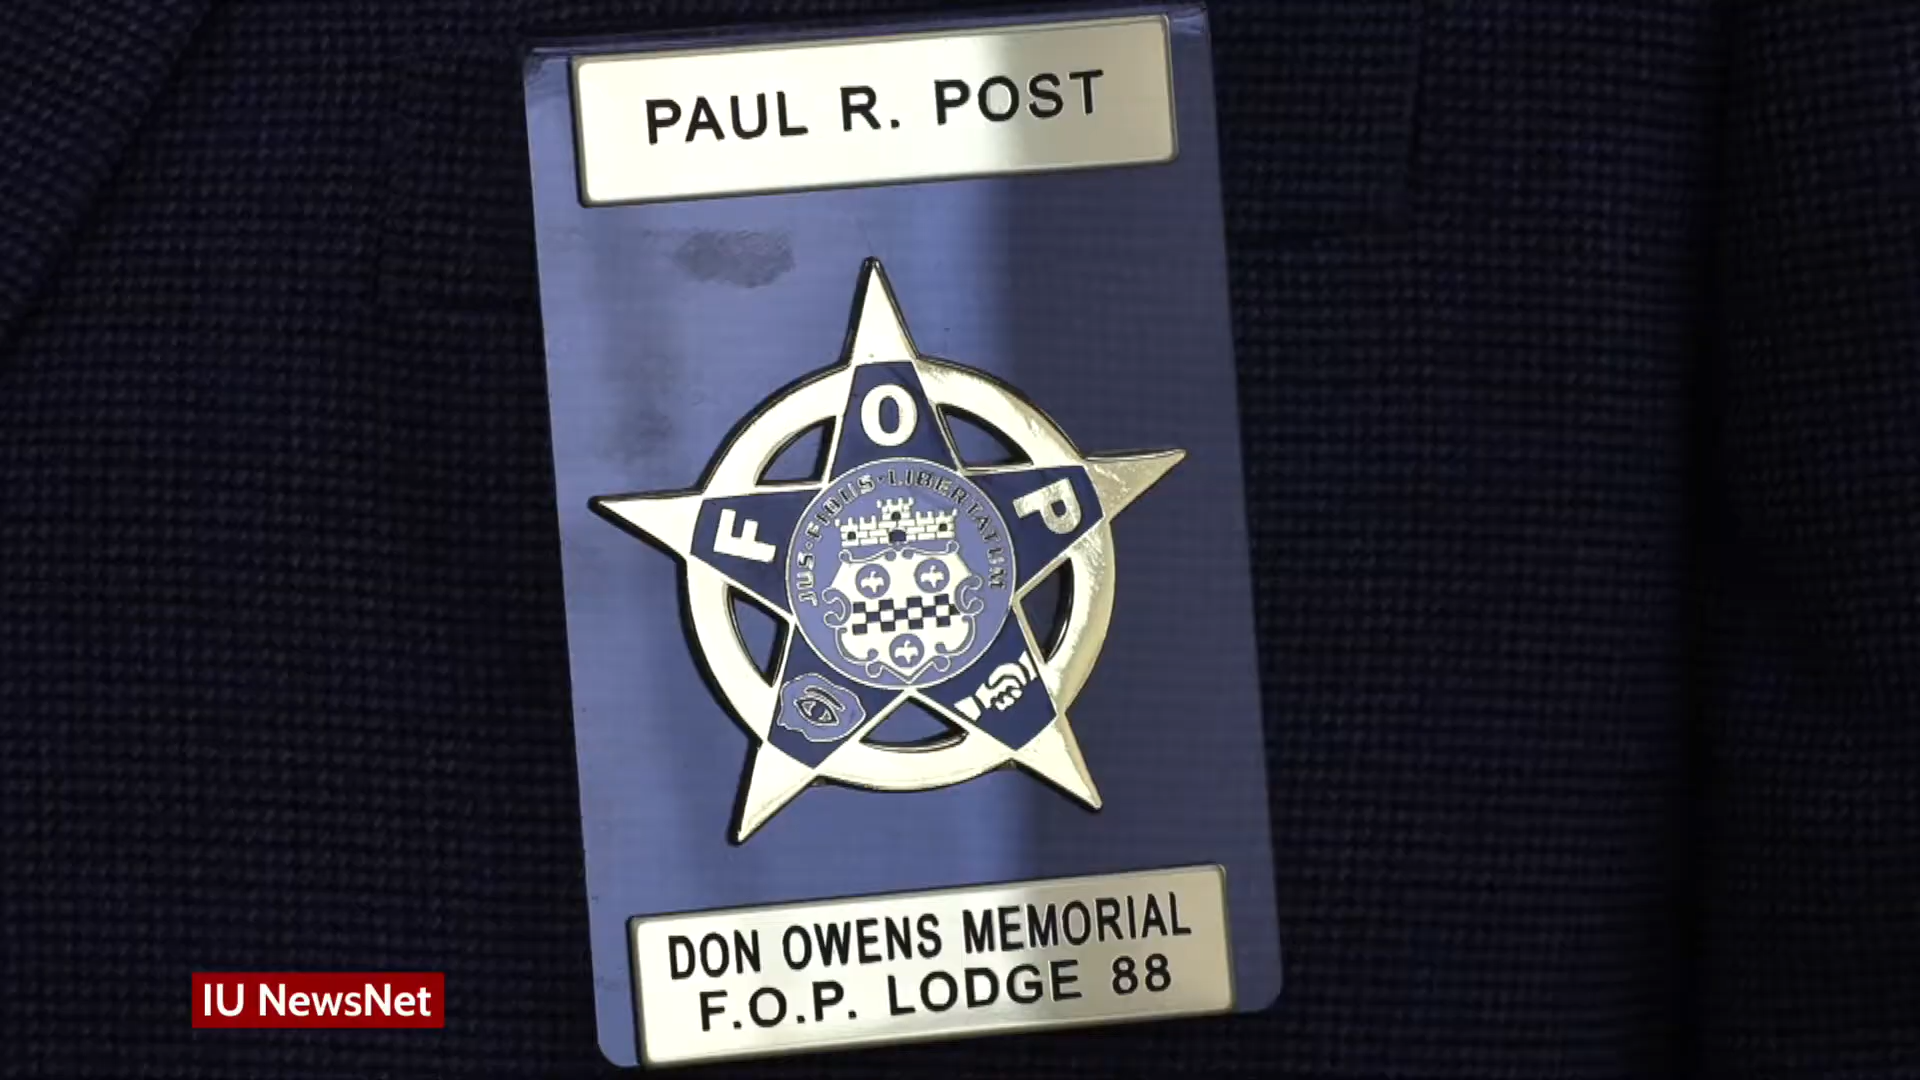 PAUL R. POST
F
O
P
JUS·FIDUS·LIBERTATUM
DON OWENS MEMORIAL
F.O.P. LODGE 88
IU NewsNet